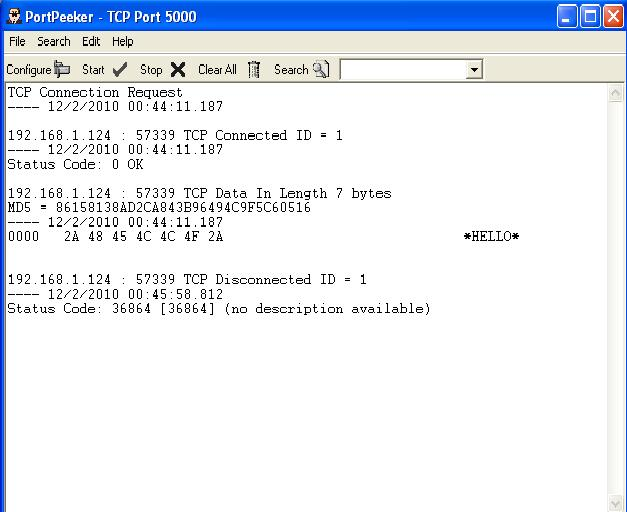 PortPeeker - TCP Port 5000
File Search Edit Help
Configure Start Stop Clear All Search
TCP Connection Request
---- 12/2/2010 00:44:11.187
192.168.1.124 : 57339 TCP Connected ID = 1
---- 12/2/2010 00:44:11.187
Status Code: 0 OK
192.168.1.124 : 57339 TCP Data In Length 7 bytes
MD5 = 86158138AD2CA843B96494C9F5C60516
---- 12/2/2010 00:44:11.187
0000 2A 48 45 4C 4C 4F 2A *HELLO*
192.168.1.124 : 57339 TCP Disconnected ID = 1
---- 12/2/2010 00:45:58.812
Status Code: 36864 [36864] (no description available)